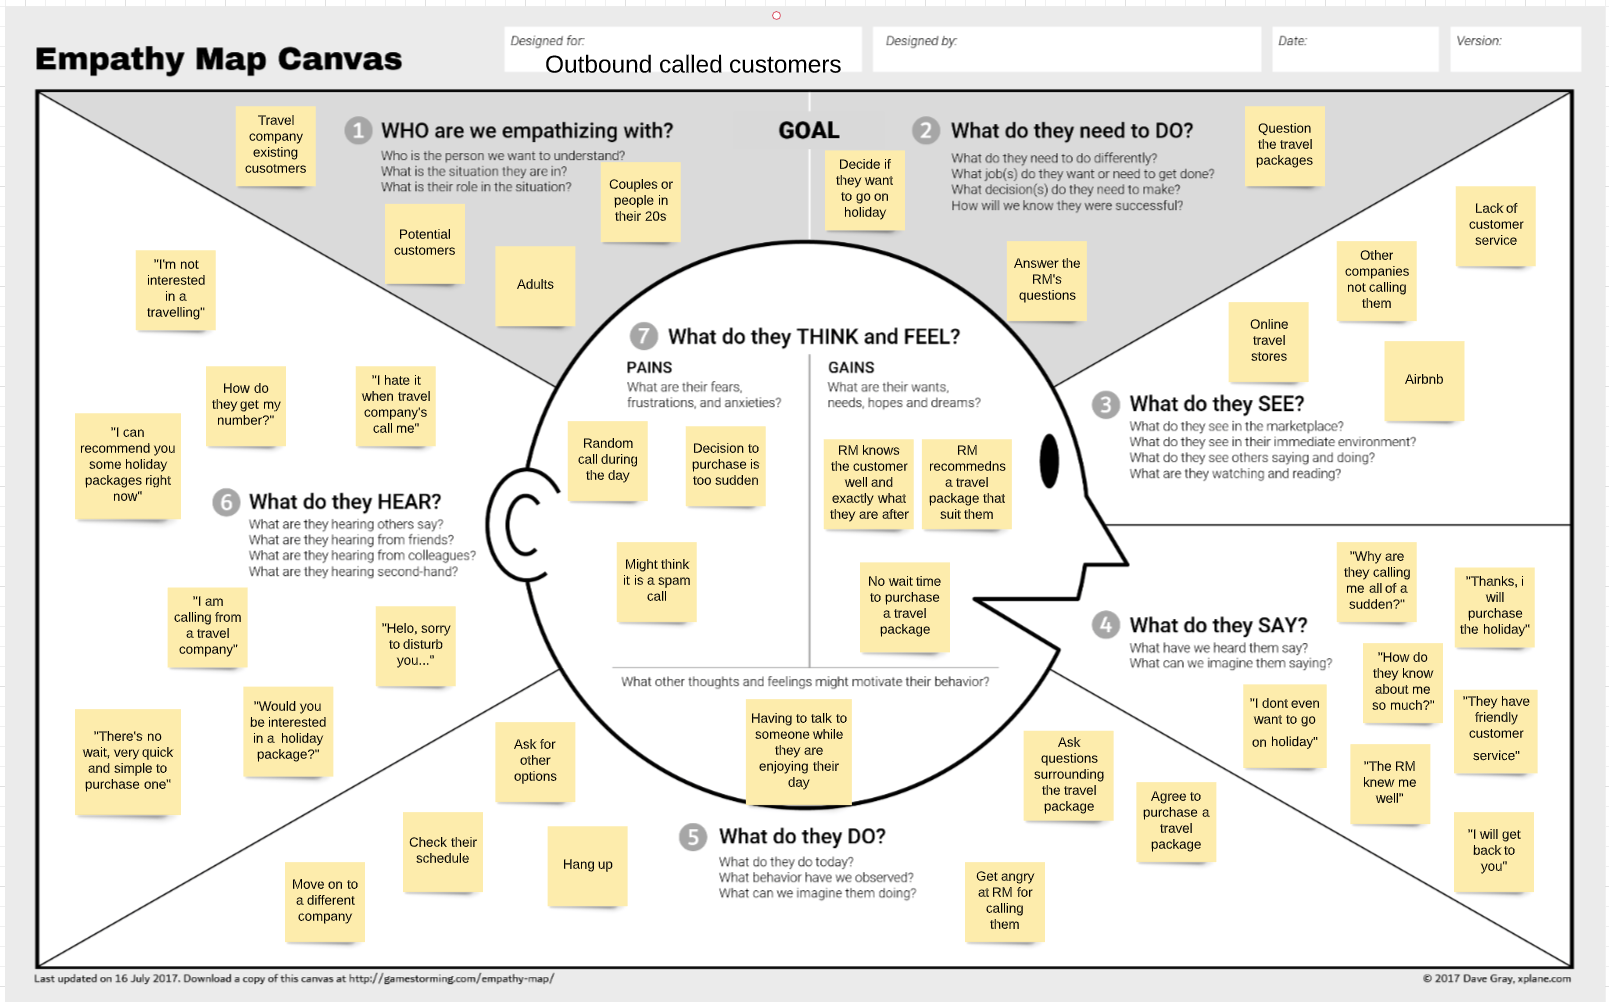 Empathy Map Canvas
Designed for:
Outbound called customers
Designed by:
Date:
Version:
Travel
company
existing
cusotmers
1
WHO are we empathizing with?
Who is the person we want to understand?
What is the situation they are in?
What is their role in the situation?
Couples or
people in
their 20s
Potential
customers
Adults
GOAL
Decide if
they want
to go on
holiday
2
What do they need to DO?
What do they need to do differently?
What job(s) do they want or need to get done?
What decision(s) do they need to make?
How will we know they were successful?
Question
the travel
packages
Answer the
RM's
questions
Lack of
customer
service
Other
companies
not calling
them
Online
travel
stores
Airbnb
3
What do they SEE?
What do they see in the marketplace?
What do they see in their immediate environment?
What do they see others saying and doing?
What are they watching and reading?
4
What do they SAY?
What have we heard them say?
What can we imagine them saying?
"Why are
they calling
me all of a
sudden?"
"Thanks, i
will
purchase
the holiday"
"How do
they know
about me
so much?"
"I dont even
want to go
on holiday"
"They have
friendly
customer
service"
"The RM
knew me
well"
"I will get
back to
you"
5
What do they DO?
What do they do today?
What behavior have we observed?
What can we imagine them doing?
Ask for
other
options
Check their
schedule
Hang up
Move on to
a different
company
Ask
questions
surrounding
the travel
package
Agree to
purchase a
travel
package
Get angry
at RM for
calling
them
"I'm not
interested
in a
travelling"
How do
they get my
number?"
"I hate it
when travel
company's
call me"
"I can
recommend you
some holiday
packages right
now"
6
What do they HEAR?
What are they hearing others say?
What are they hearing from friends?
What are they hearing from colleagues?
What are they hearing second-hand?
"I am
calling from
a travel
company"
"Helo, sorry
to disturb
you..."
"Would you
be interested
in a holiday
package?"
"There's no
wait, very quick
and simple to
purchase one"
7
What do they THINK and FEEL?
PAINS
What are their fears,
frustrations, and anxieties?
Random
call during
the day
Decision to
purchase is
too sudden
Might think
it is a spam
call
GAINS
What are their wants,
needs, hopes and dreams?
RM knows
the customer
well and
exactly what
they are after
RM
recommedns
a travel
package that
suit them
No wait time
to purchase
a travel
package
What other thoughts and feelings might motivate their behavior?
Having to talk to
someone while
they are
enjoying their
day
Last updated on 16 July 2017. Download a copy of this canvas at http://gamestorming.com/empathy-map/
© 2017 Dave Gray, xplane.com